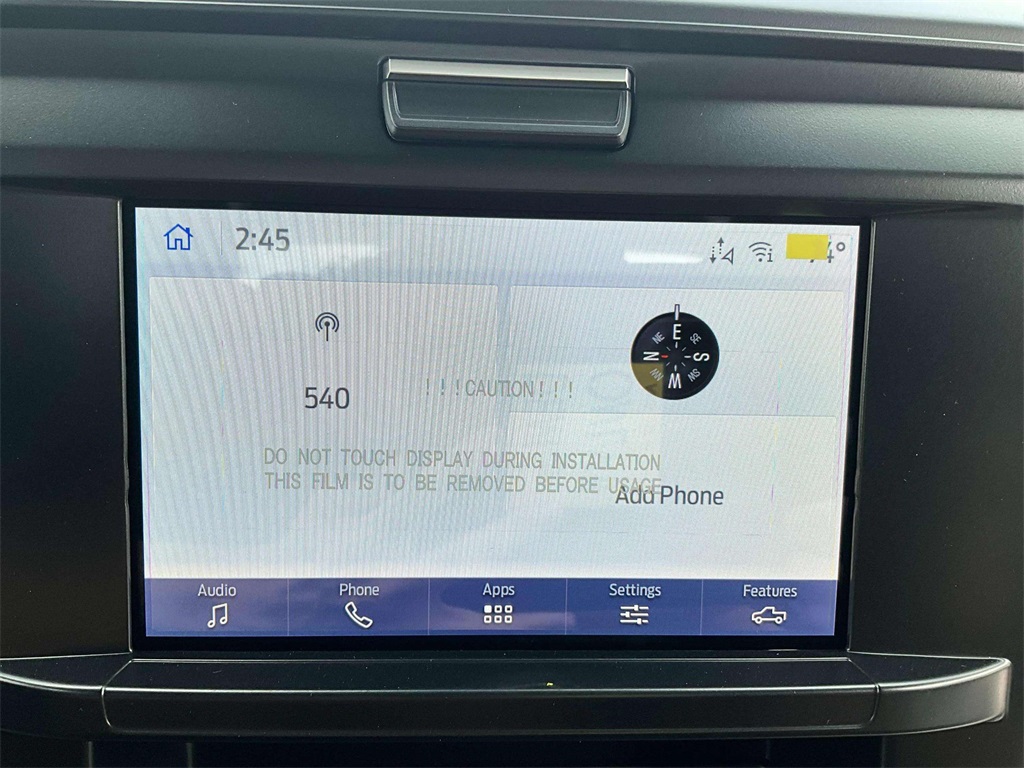 2:45
540
E
NE
N
S
W
!!CAUTION!!!
DO NOT TOUCH DISPLAY DURING INSTALLATION
THIS FILM IS TO BE REMOVED BEFORE USAGE
Add Phone
Audio Phone Apps Settings Features